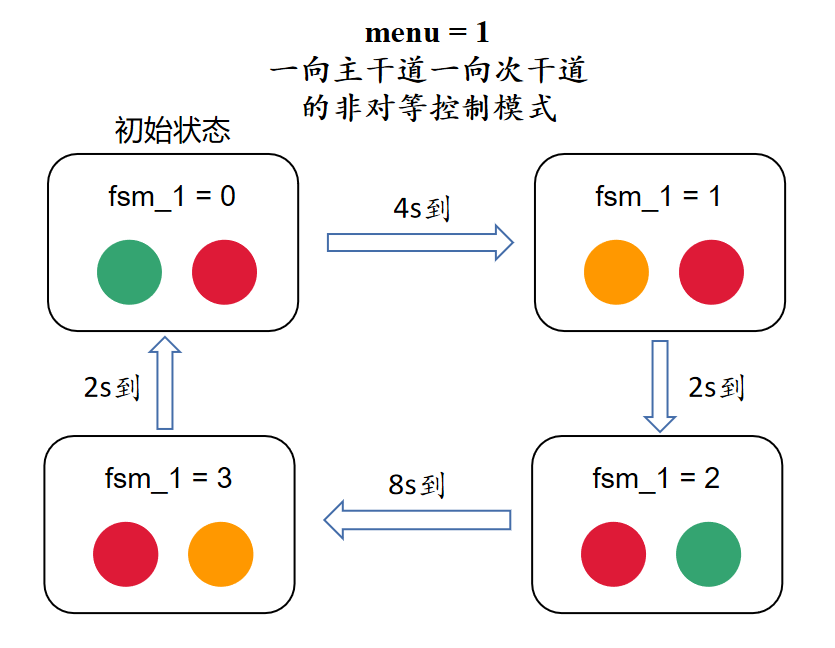 menu = 1
一向主干道一向次干道
的非对等控制模式
初始状态
fsm_1 = 0
4s到
fsm_1 = 1
2s到
2s到
fsm_1 = 3
8s到
fsm_1 = 2